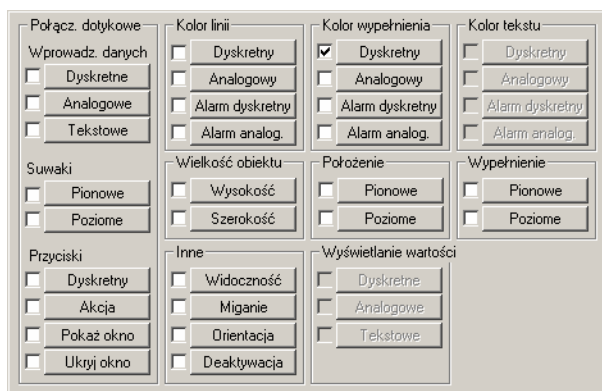 Połącz. dotykowe
Wprowadz. danych
Dyskretne
Analogowe
Tekstowe
Suwaki
Pionowe
Poziome
Przyciski
Dyskretny
Akcja
Pokaż okno
Ukryj okno
Kolor linii
Dyskretny
Analogowy
Alarm dyskretny
Alarm analog.
Kolor wypełnienia
Dyskretny
Analogowy
Alarm dyskretny
Alarm analog.
Kolor tekstu
Dyskretny
Analogowy
Alarm dyskretny
Alarm analog.
Wielkość obiektu
Wysokość
Szerokość
Położenie
Pionowe
Poziome
Wypełnienie
Pionowe
Poziome
Inne
Widoczność
Miganie
Orientacja
Deaktywacja
Wyświetlanie wartości
Dyskretne
Analogowe
Tekstowe